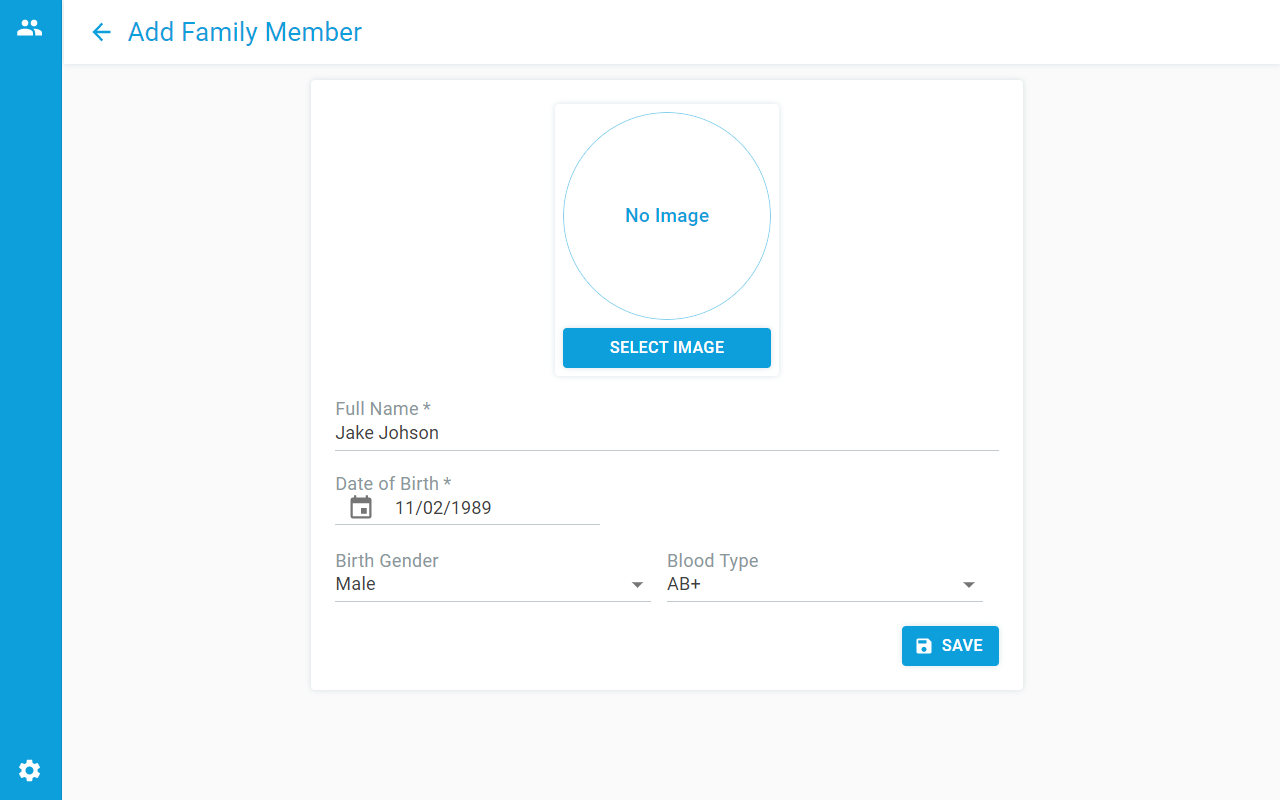 Add Family Member
No Image
SELECT IMAGE
Full Name *
Jake Johson
Date of Birth *
11/02/1989
Birth Gender
Blood Type
Male
AB+
SAVE